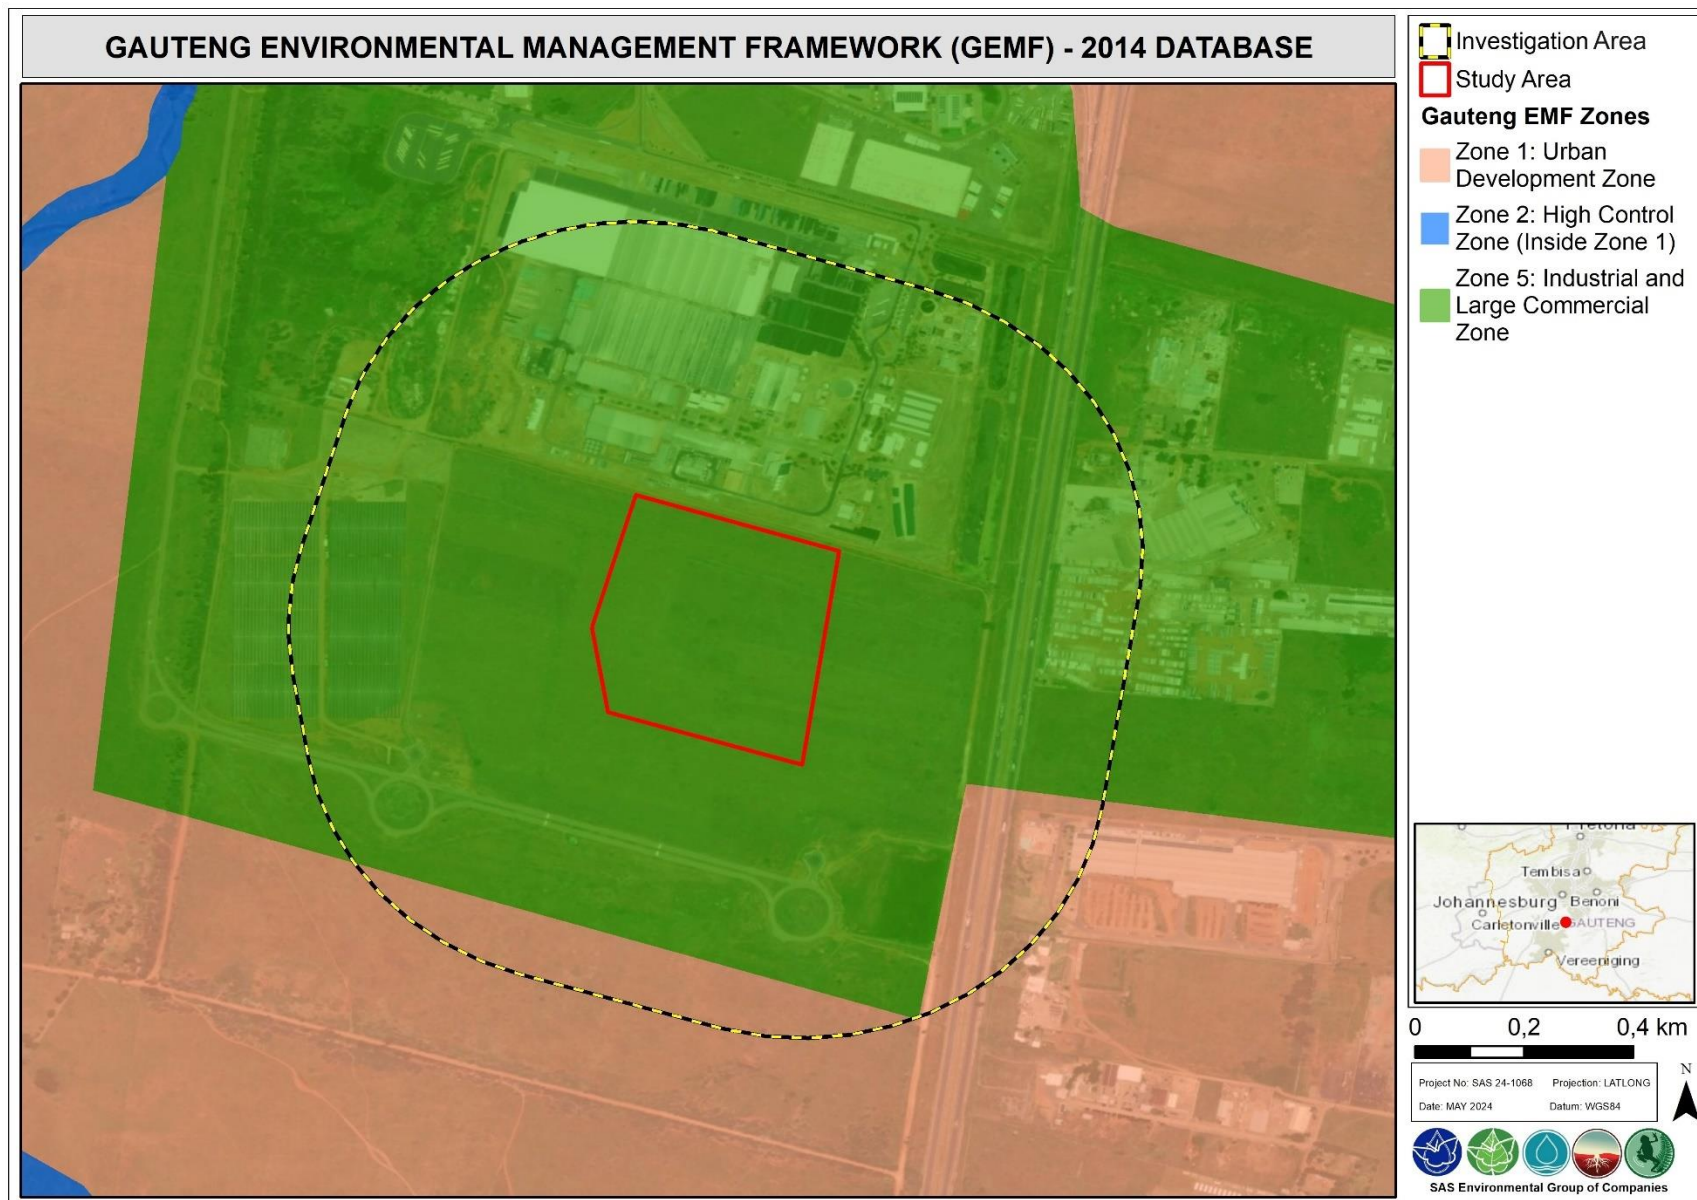 GAUTENG ENVIRONMENTAL MANAGEMENT FRAMEWORK (GEMF) - 2014 DATABASE
Investigation Area
Study Area
Gauteng EMF Zones
Zone 1: Urban
Development Zone
Zone 2: High Control
Zone (Inside Zone 1)
Zone 5: Industrial and
Large Commercial
Zone
Tembisa
Johannesburg
Benoni
Carletonville
GAUTENG
Vereeniging
0 0,2 0,4 km
Project No: SAS 24-1068 Projection: LATLONG
Date: MAY 2024 Datum: WGS84
N
SAS Environmental Group of Companies